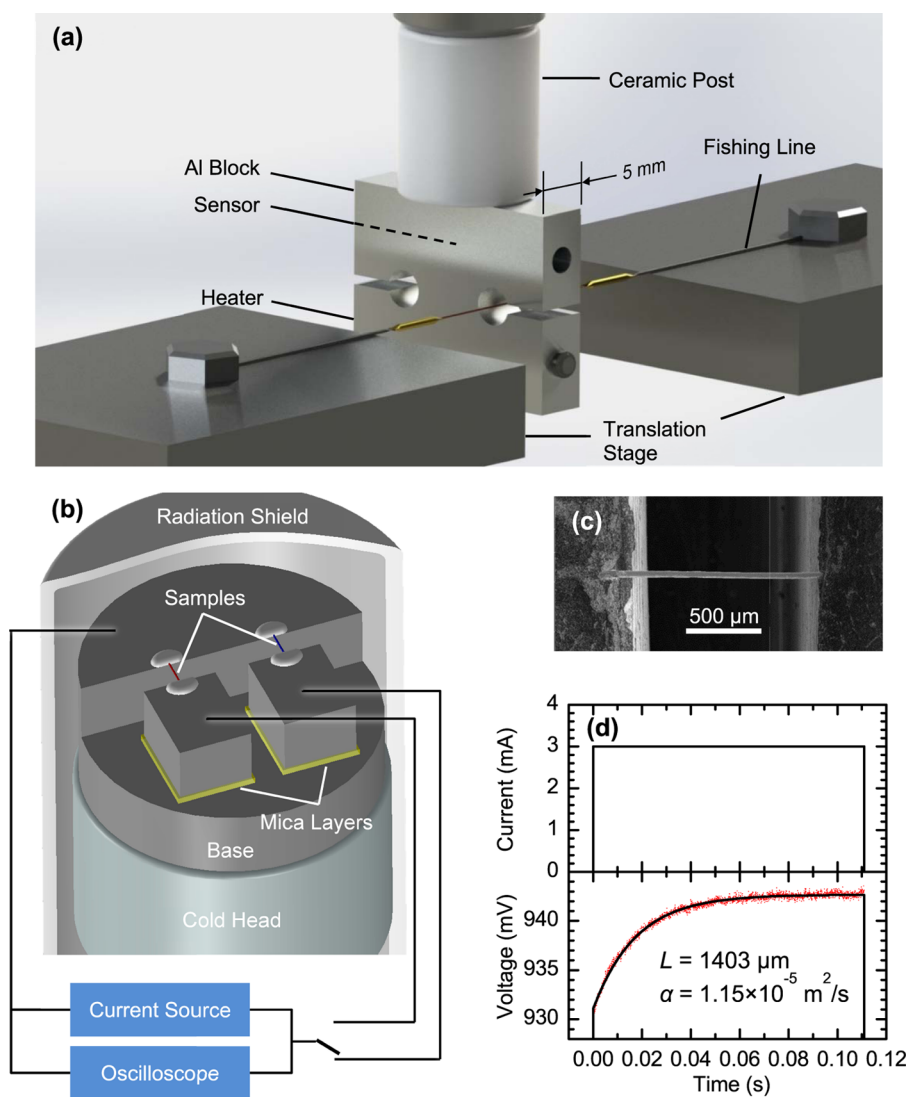 (a)
Ceramic Post
Fishing Line
Al Block
5 mm
Sensor
Heater
Translation
Stage
(b)
Radiation Shield
Samples
Mica Layers
Base
Cold Head
Current Source
Oscilloscope
(c)
500 µm
(d)
Current (mA)
4
3
2
1
0
Voltage (mV)
940
935
930
L = 1403 µm
α = 1.15×10⁻⁵ m²/s
0.00 0.02 0.04 0.06 0.08 0.10 0.12
Time (s)